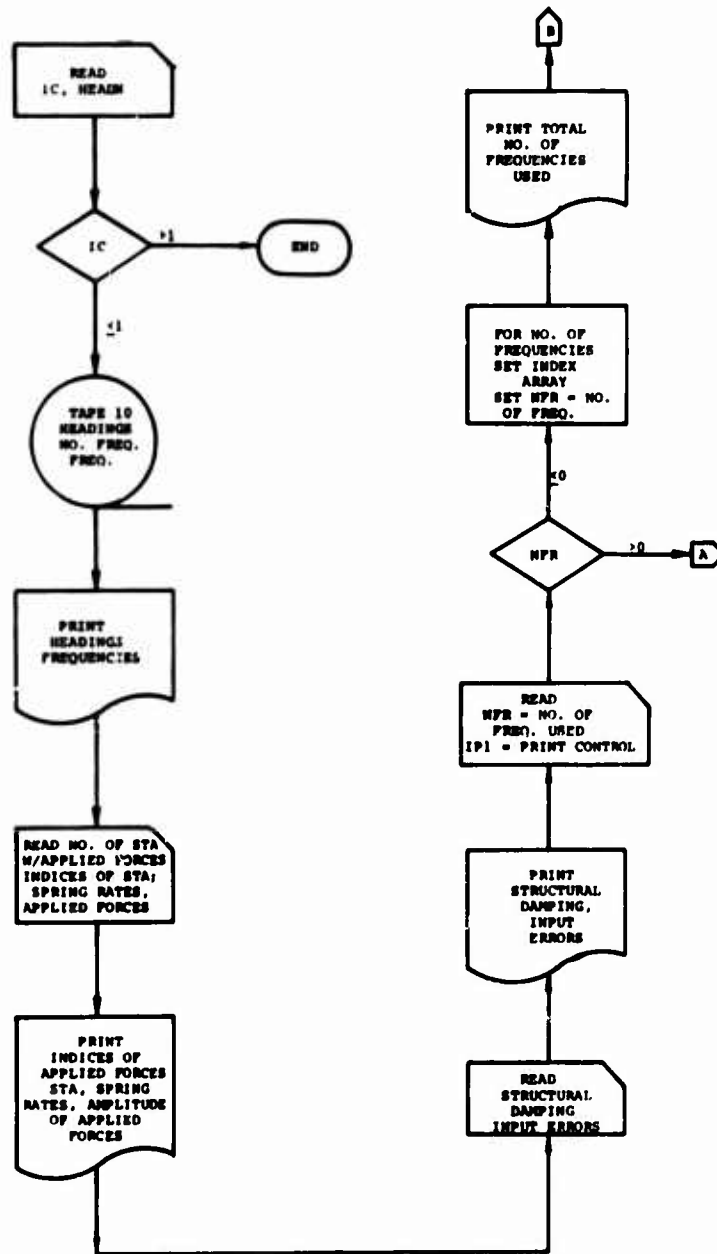 READ
IC, HEADN
IC
>1
END
≤1
TAPE 10
HEADINGS
NO. FREQ.
FREQ.
PRINT
HEADINGS
FREQUENCIES
READ NO. OF STA
W/APPLIED FORCES
INDICES OF STA;
SPRING RATES,
APPLIED FORCES
PRINT
INDICES OF
APPLIED FORCES
STA, SPRING
RATES, AMPLITUDE
OF APPLIED
FORCES
READ
STRUCTURAL
DAMPING
INPUT ERRORS
PRINT
STRUCTURAL
DAMPING,
INPUT
ERRORS
READ
NFR = NO. OF
FREQ. USED
IP1 = PRINT CONTROL
NFR
>0
A
≤0
FOR NO. OF
FREQUENCIES
SET INDEX
ARRAY
SET NFR = NO.
OF FREQ.
PRINT TOTAL
NO. OF
FREQUENCIES
USED
B